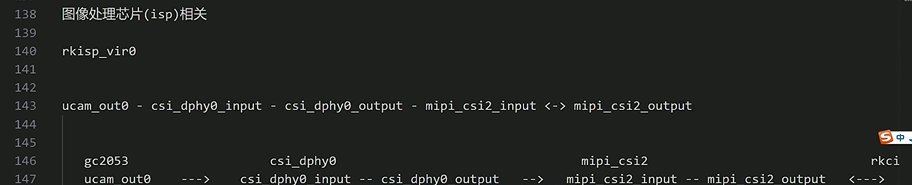 138 图像处理芯片(isp)相关
139
140 rkisp_vir0
141
142
143 ucam_out0 - csi_dphy0_input - csi_dphy0_output - mipi_csi2_input <-> mipi_csi2_output
144
145
146 gc2053 csi_dphy0 mipi_csi2 rkci
147 ucam_out0 ---> csi_dphy0_input -- csi_dphy0_output --> mipi_csi2_input -- mipi_csi2_output <--->
中